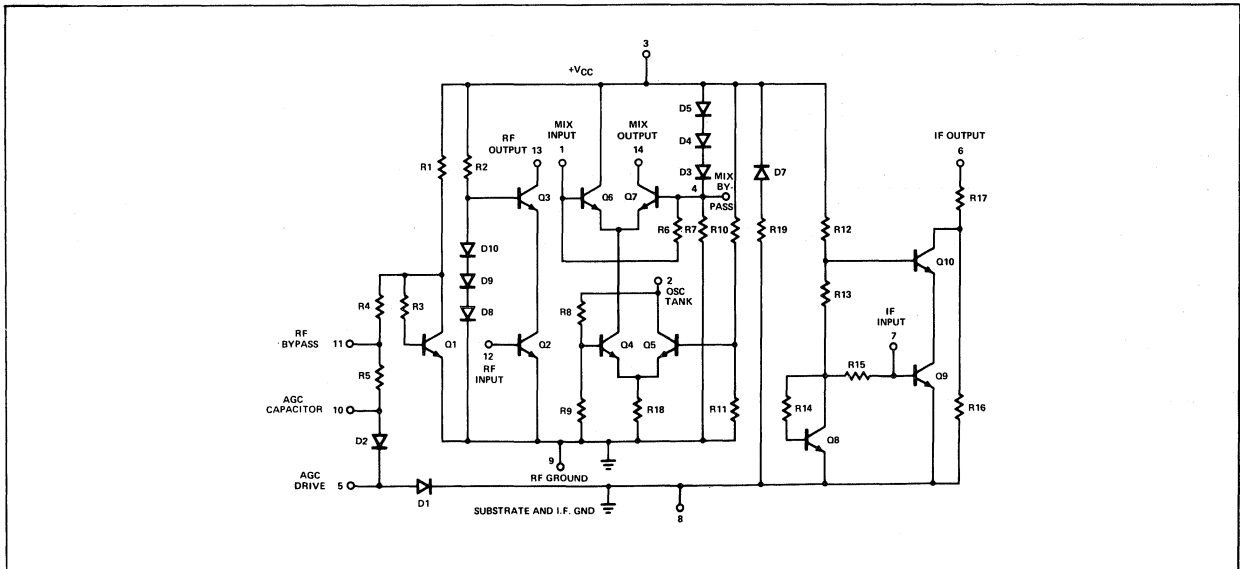 3
+VCC
D5
MIX
INPUT
1
MIX
OUTPUT
14
RF
OUTPUT 13
IF OUTPUT
6
D4
R1
R2
D3
4
MIX
BY-
PASS
D7
Q3
Q6
Q7
R17
R6
R7
R10
R19
R12
D10
Q10
D9
2
OSC
TANK
R13
R4
R3
D8
R8
IF
INPUT
7
RF
BYPASS
11
Q1
12
RF
INPUT
Q2
Q4
Q5
R15
Q9
R5
AGC
CAPACITOR
10
R9
R18
R11
R14
R16
D2
Q8
9
RF GROUND
AGC
DRIVE
5
D1
SUBSTRATE AND I.F. GND
8